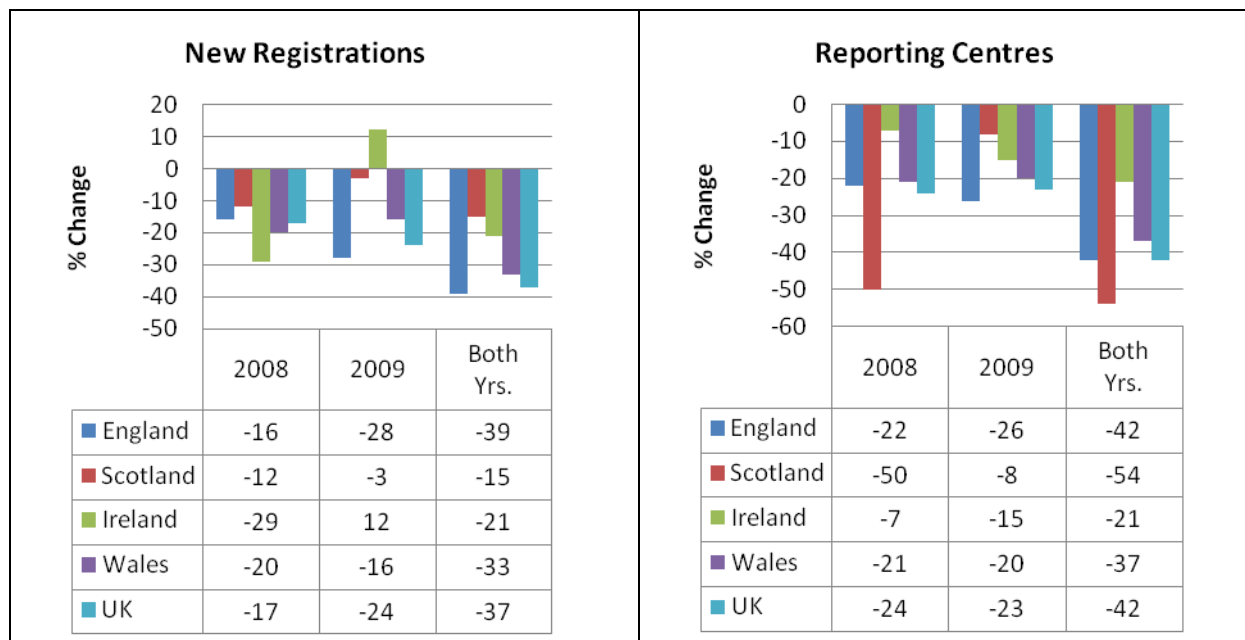 New Registrations
20
10
0
-10
-20
-30
-40
-50
% Change
2008 2009 Both Yrs.
England -16 -28 -39
Scotland -12 -3 -15
Ireland -29 12 -21
Wales -20 -16 -33
UK -17 -24 -37
Reporting Centres
0
-10
-20
-30
-40
-50
-60
% Change
2008 2009 Both Yrs.
England -22 -26 -42
Scotland -50 -8 -54
Ireland -7 -15 -21
Wales -21 -20 -37
UK -24 -23 -42